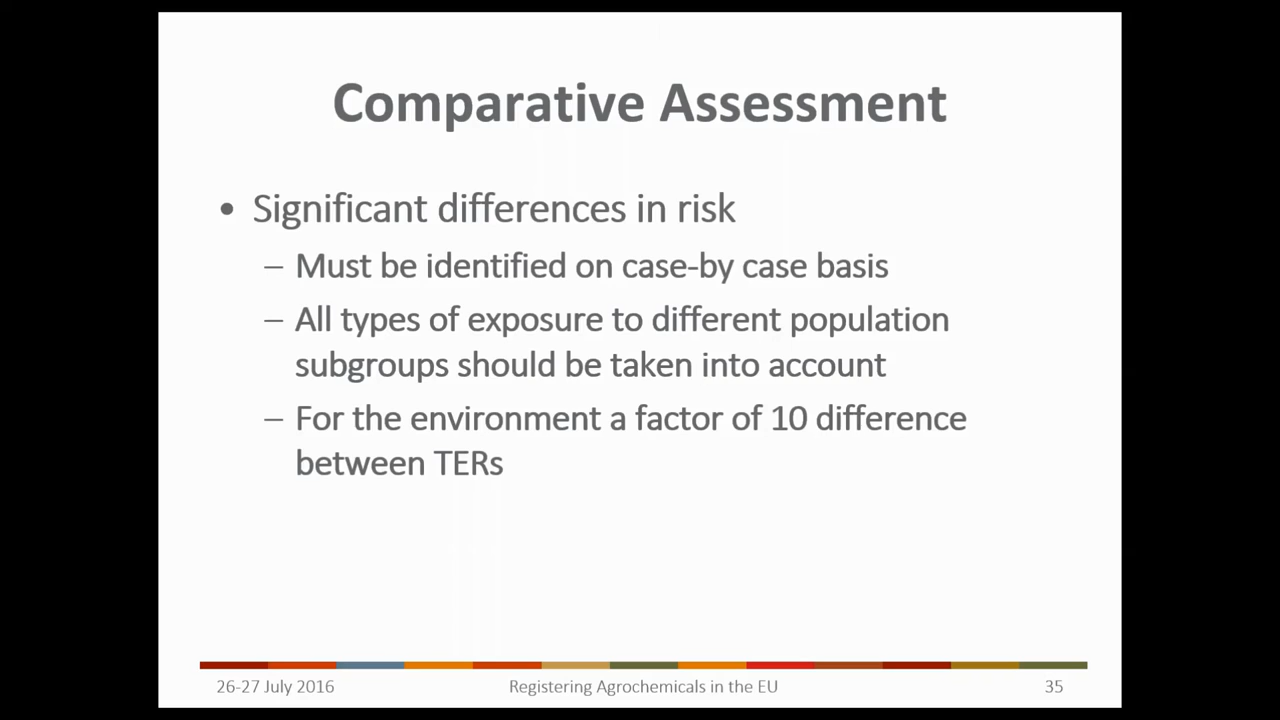 Comparative Assessment
• Significant differences in risk
– Must be identified on case-by case basis
– All types of exposure to different population
subgroups should be taken into account
– For the environment a factor of 10 difference
between TERs
26-27 July 2016
Registering Agrochemicals in the EU
35